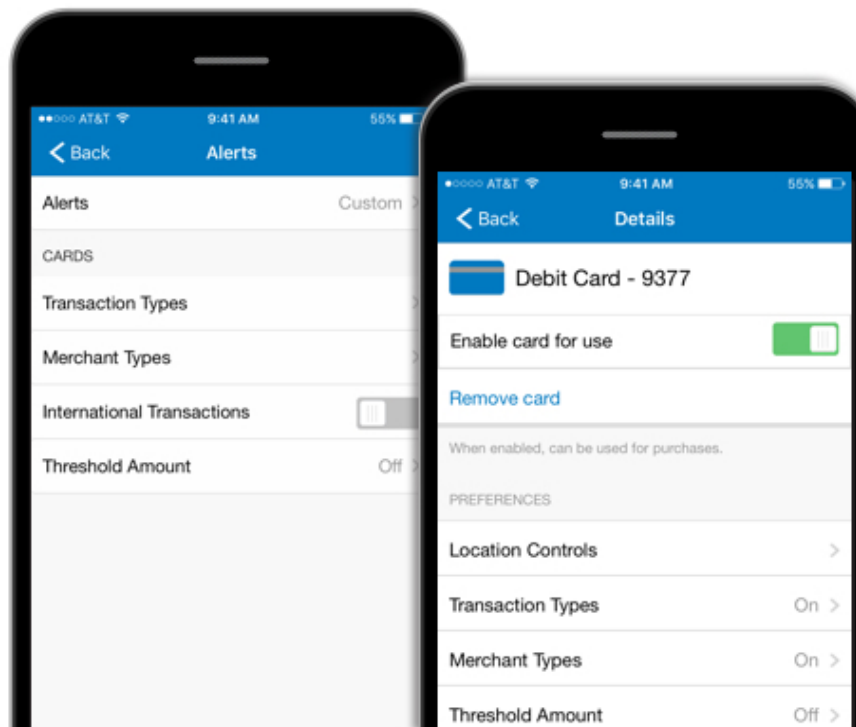 AT&T 9:41 AM 55%
Back Alerts
Alerts Custom
CARDS
Transaction Types
Merchant Types
International Transactions
Threshold Amount Off
AT&T 9:41 AM 55%
Back Details
Debit Card - 9377
Enable card for use
Remove card
When enabled, can be used for purchases.
PREFERENCES
Location Controls
Transaction Types On
Merchant Types On
Threshold Amount Off